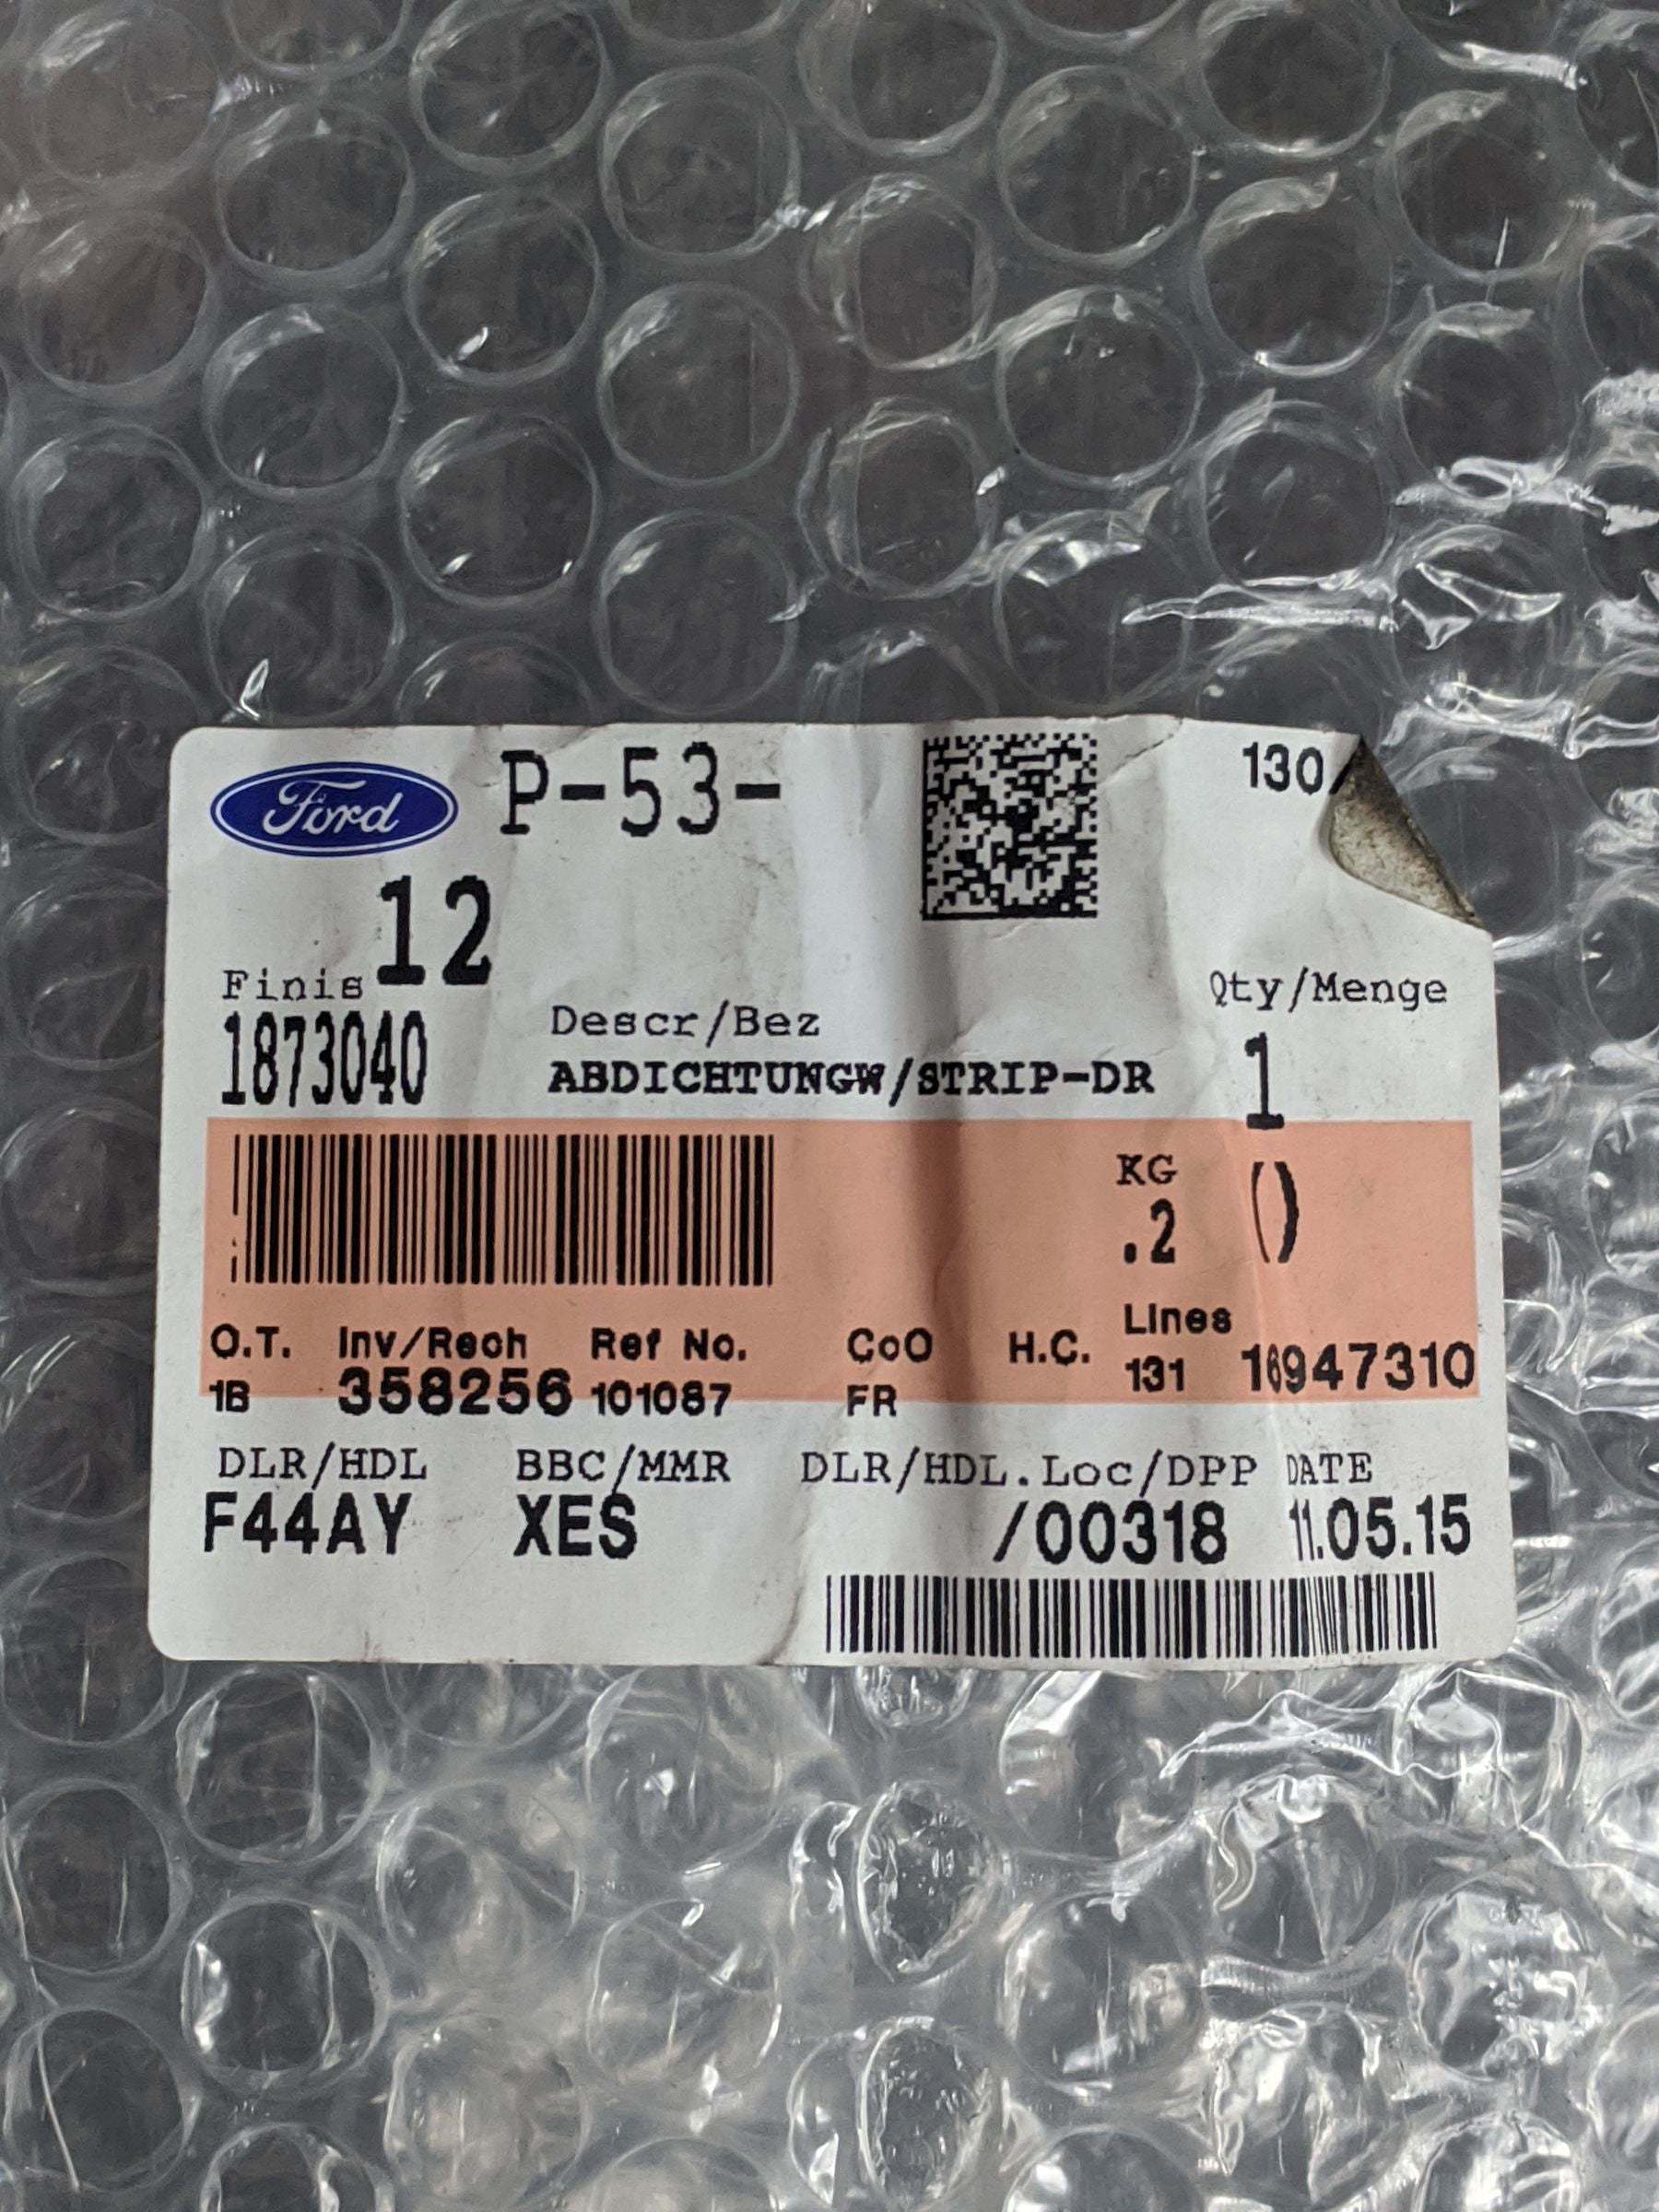 Ford P-53- 130/
12
Finis Descr/Bez Qty/Menge
1873040 ABDICHTUNGW/STRIP-DR 1
KG
.2 ()
O.T. Inv/Rech Ref No. CoO H.C. Lines
1B 358256 101087 FR 131 16947310
DLR/HDL BBC/MMR DLR/HDL.Loc/DPP DATE
F44AY XES /00318 11.05.15